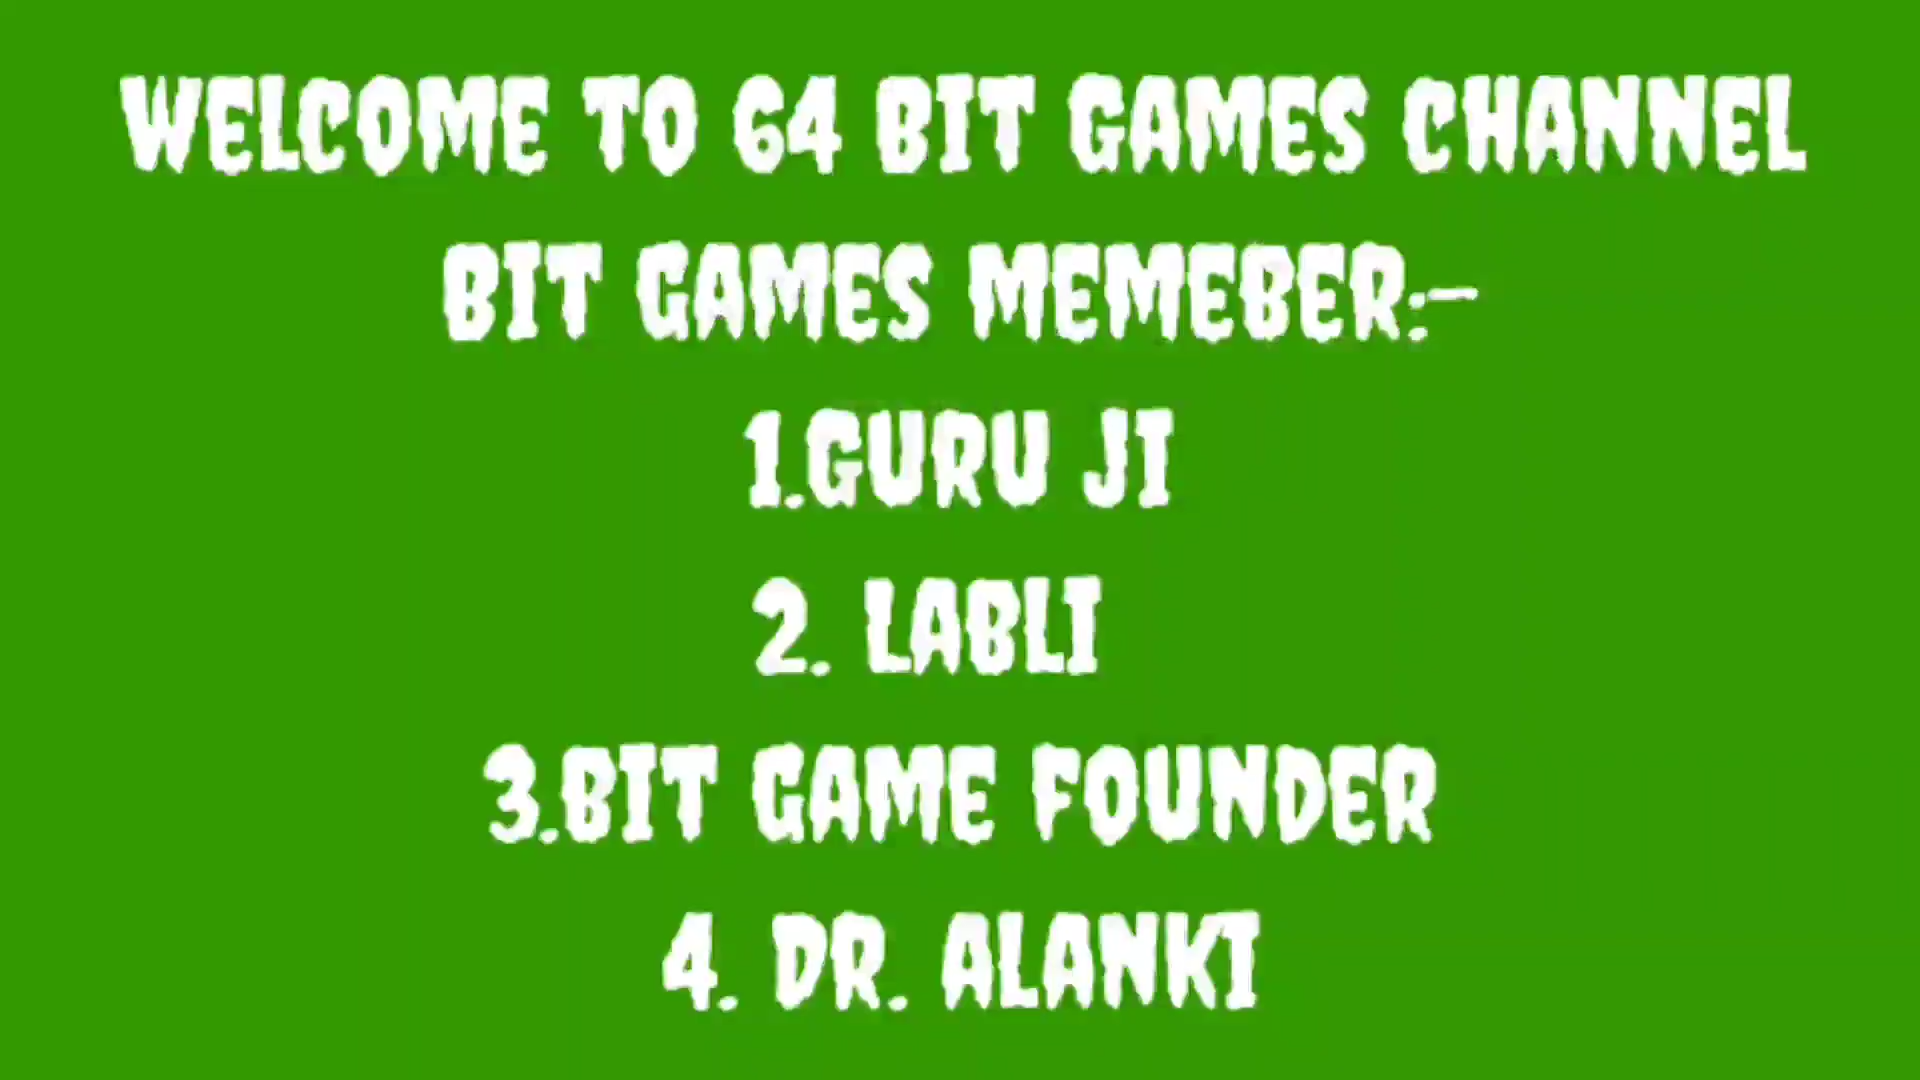 WELCOME TO 64 BIT GAMES CHANNEL
BIT GAMES MEMEBER:-
1.GURU JI
2. LABLI
3.BIT GAME FOUNDER
4. DR. ALANKI